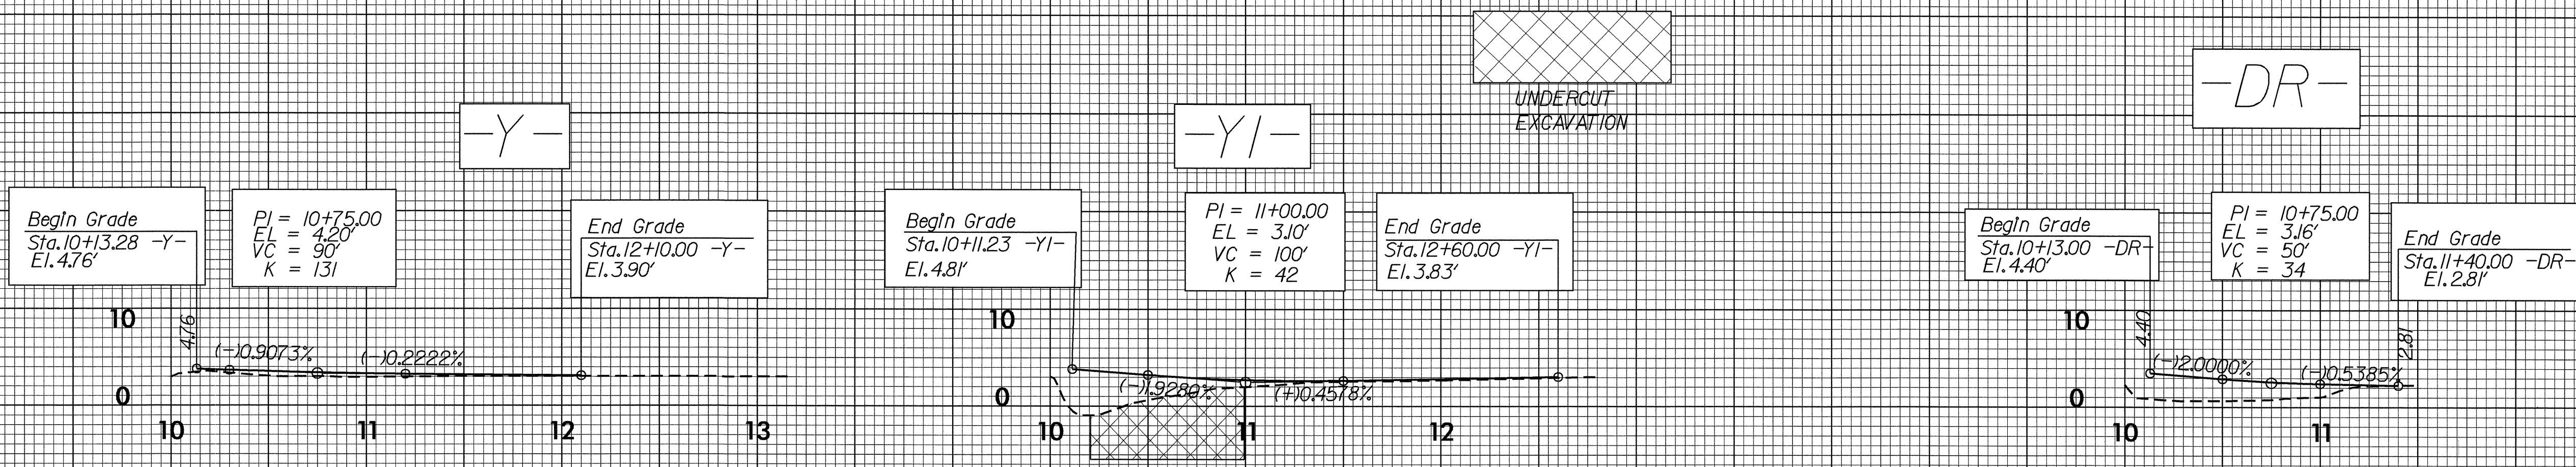 UNDERCUT
EXCAVATION
-Y-
Begin Grade
Sta.10+13.28 -Y-
El.4.76'
PI = 10+75.00
EL = 4.20'
VC = 90'
K = 131
End Grade
Sta.12+10.00 -Y-
El.3.90'
10
0
4.76
(-)0.9073%
(-)0.2222%
10
11
12
13
-Y1-
Begin Grade
Sta.10+11.23 -Y1-
El.4.81'
PI = 11+00.00
EL = 3.10'
VC = 100'
K = 42
End Grade
Sta.12+60.00 -Y1-
El.3.83'
10
0
(-)1.9280%
(+)0.4578%
10
11
12
-DR-
Begin Grade
Sta.10+13.00 -DR-
El.4.40'
PI = 10+75.00
EL = 3.16'
VC = 50'
K = 34
End Grade
Sta.11+40.00 -DR-
El.2.81'
10
0
4.40
(-)2.0000%
(-)0.5385%
2.81
10
11